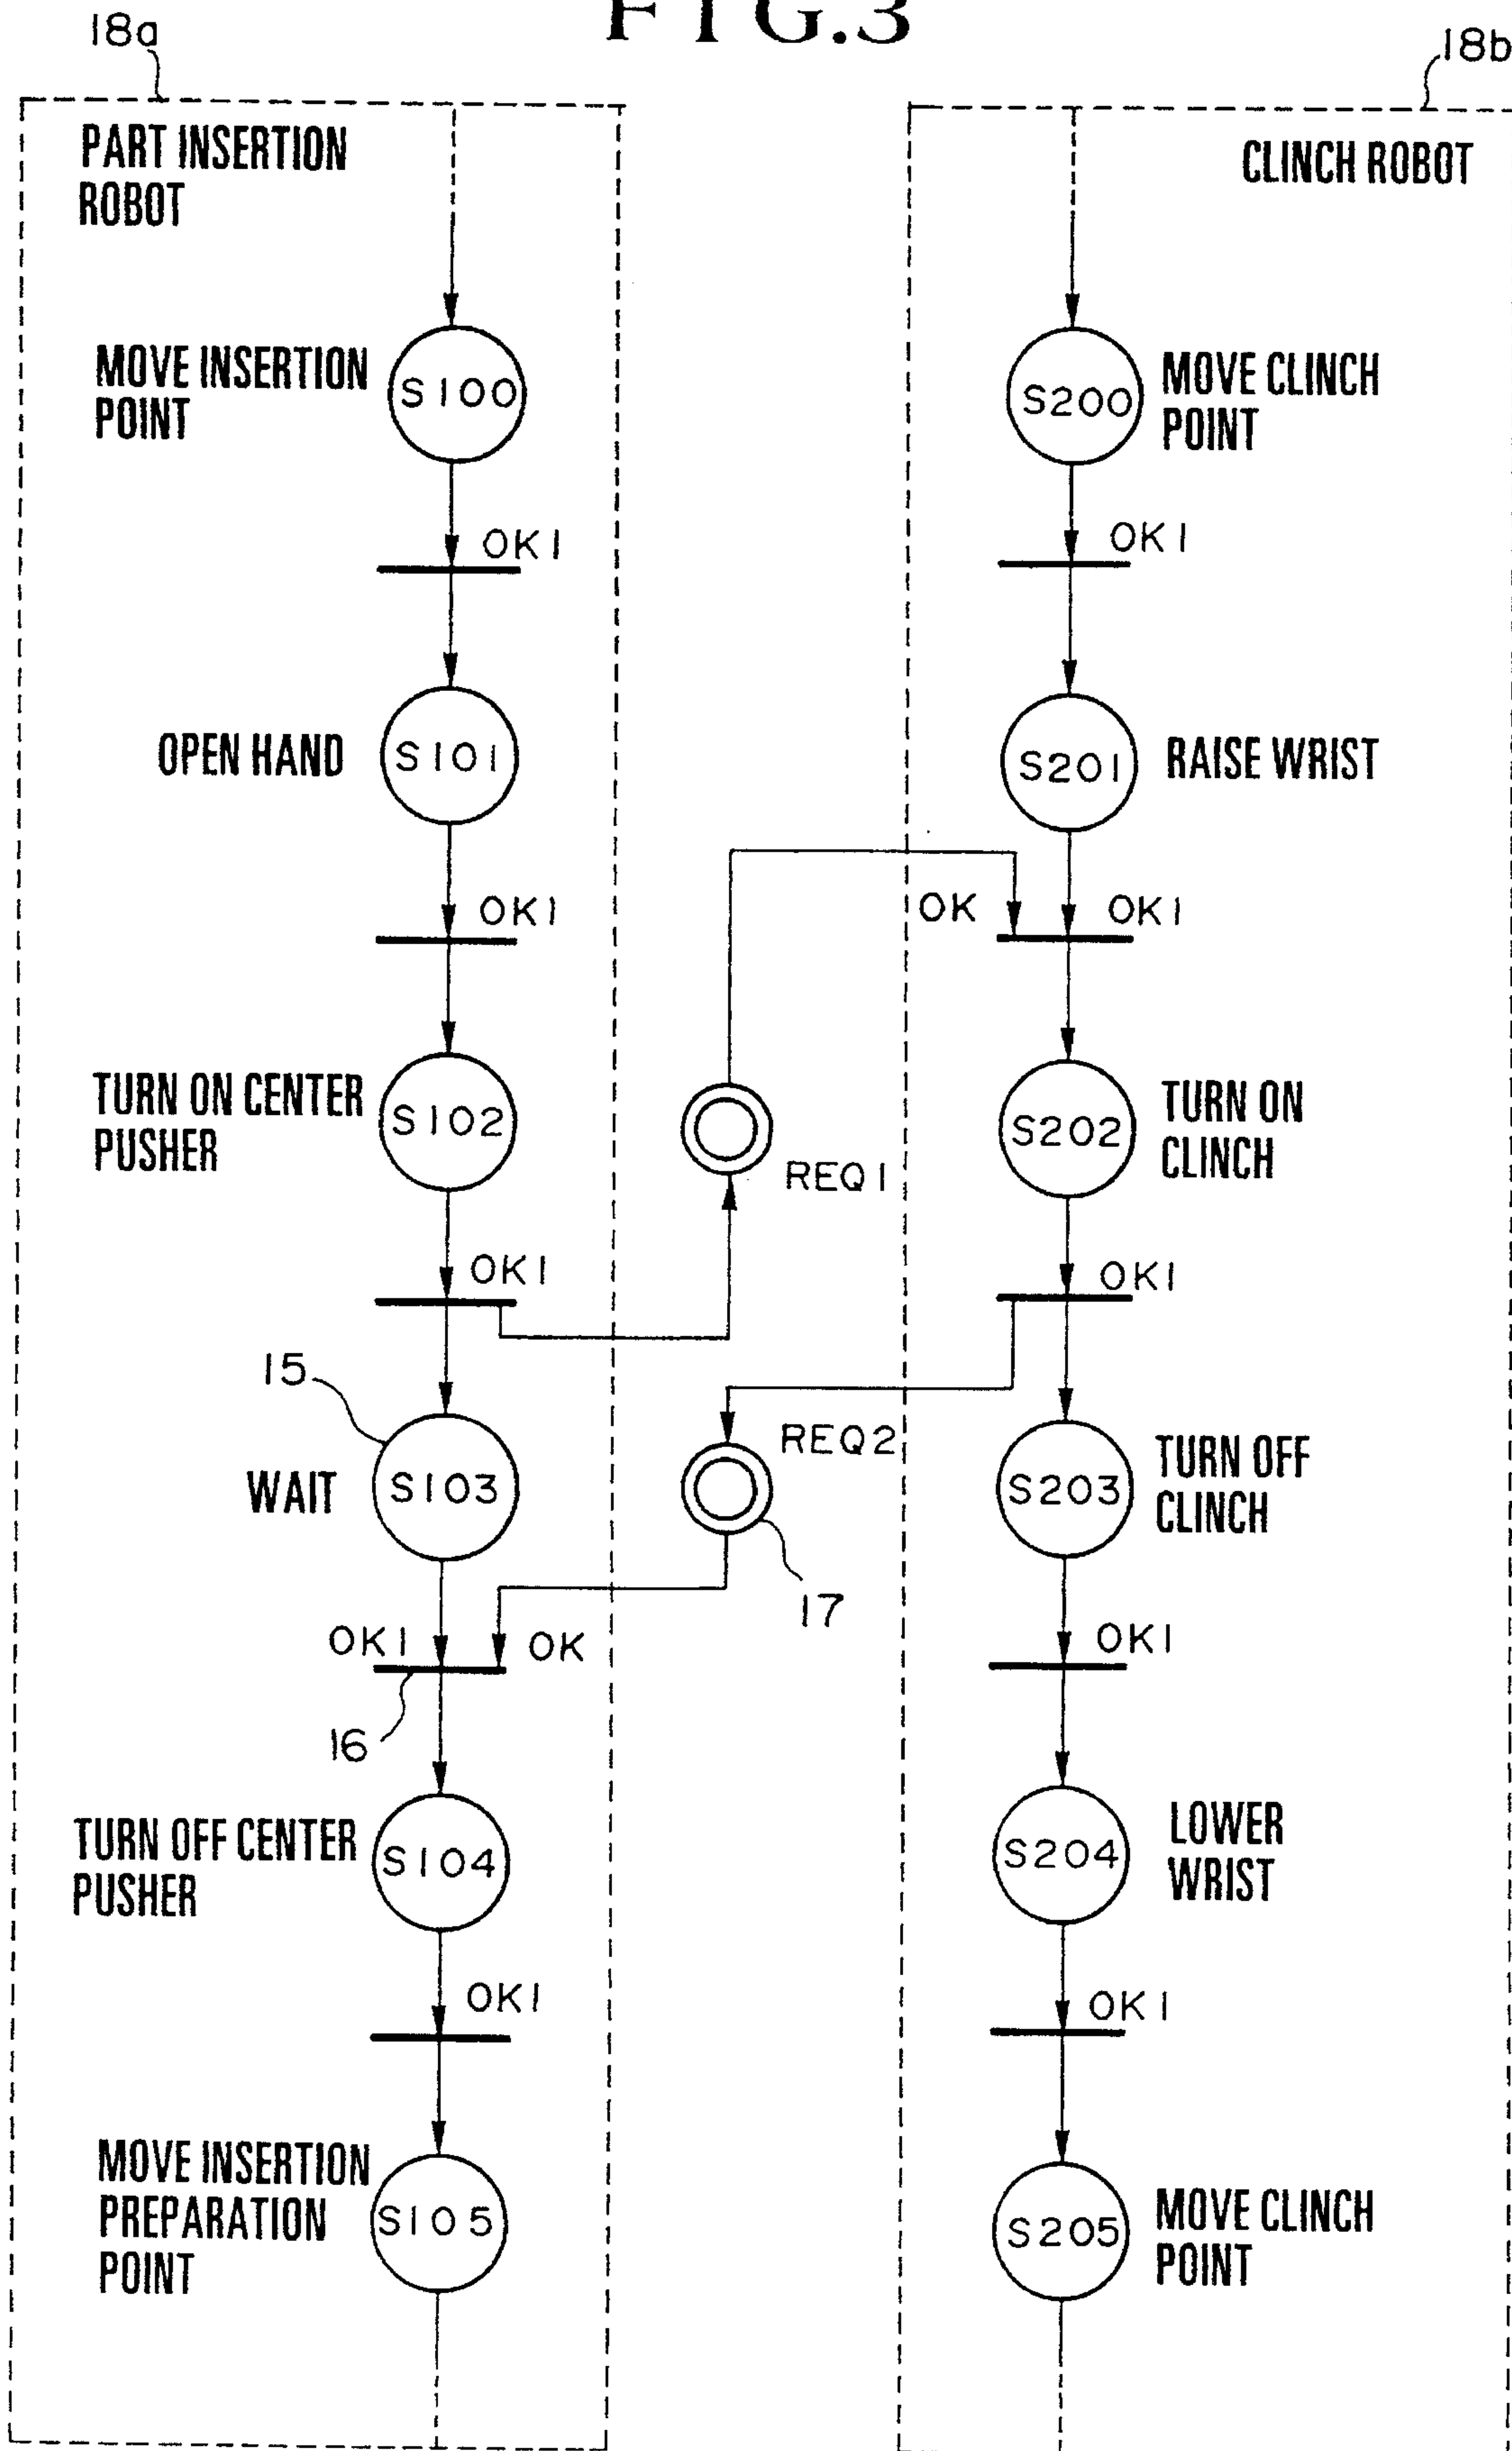 FIG.3
18a
18b
PART INSERTION
ROBOT
CLINCH ROBOT
MOVE INSERTION
POINT
S100
S200
MOVE CLINCH
POINT
OK1
OK1
OPEN HAND
S101
S201
RAISE WRIST
OK1
OK
OK1
TURN ON CENTER
PUSHER
S102
REQ1
S202
TURN ON
CLINCH
OK1
OK1
15
WAIT
S103
REQ2
17
S203
TURN OFF
CLINCH
OK1
OK
OK1
16
TURN OFF CENTER
PUSHER
S104
S204
LOWER
WRIST
OK1
OK1
MOVE INSERTION
PREPARATION
POINT
S105
S205
MOVE CLINCH
POINT